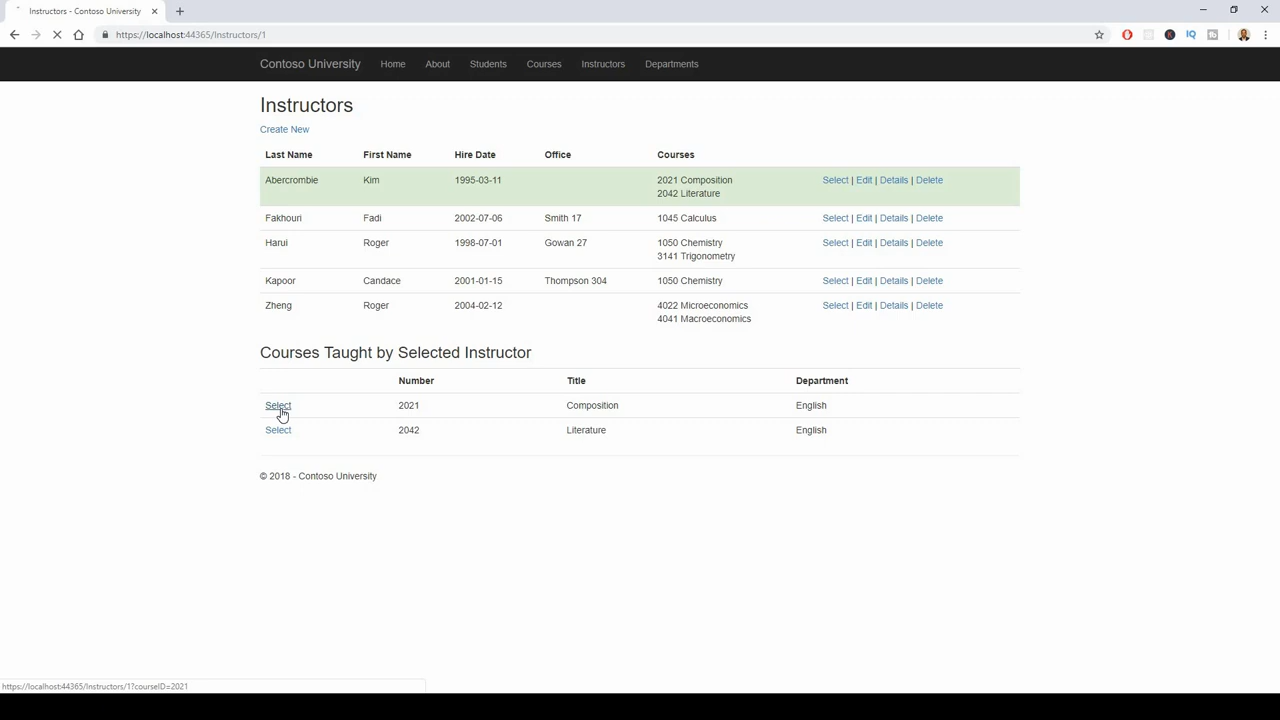 Instructors - Contoso University
https://localhost:44365/Instructors/1
Contoso University Home About Students Courses Instructors Departments
Instructors
Create New
Last Name First Name Hire Date Office Courses
Abercrombie Kim 1995-03-11 2021 Composition Select | Edit | Details | Delete
2042 Literature
Fakhouri Fadi 2002-07-06 Smith 17 1045 Calculus Select | Edit | Details | Delete
Harui Roger 1998-07-01 Gowan 27 1050 Chemistry Select | Edit | Details | Delete
3141 Trigonometry
Kapoor Candace 2001-01-15 Thompson 304 1050 Chemistry Select | Edit | Details | Delete
Zheng Roger 2004-02-12 4022 Microeconomics Select | Edit | Details | Delete
4041 Macroeconomics
Courses Taught by Selected Instructor
Number Title Department
Select 2021 Composition English
Select 2042 Literature English
© 2018 - Contoso University
https://localhost:44365/Instructors/1?courseID=2021